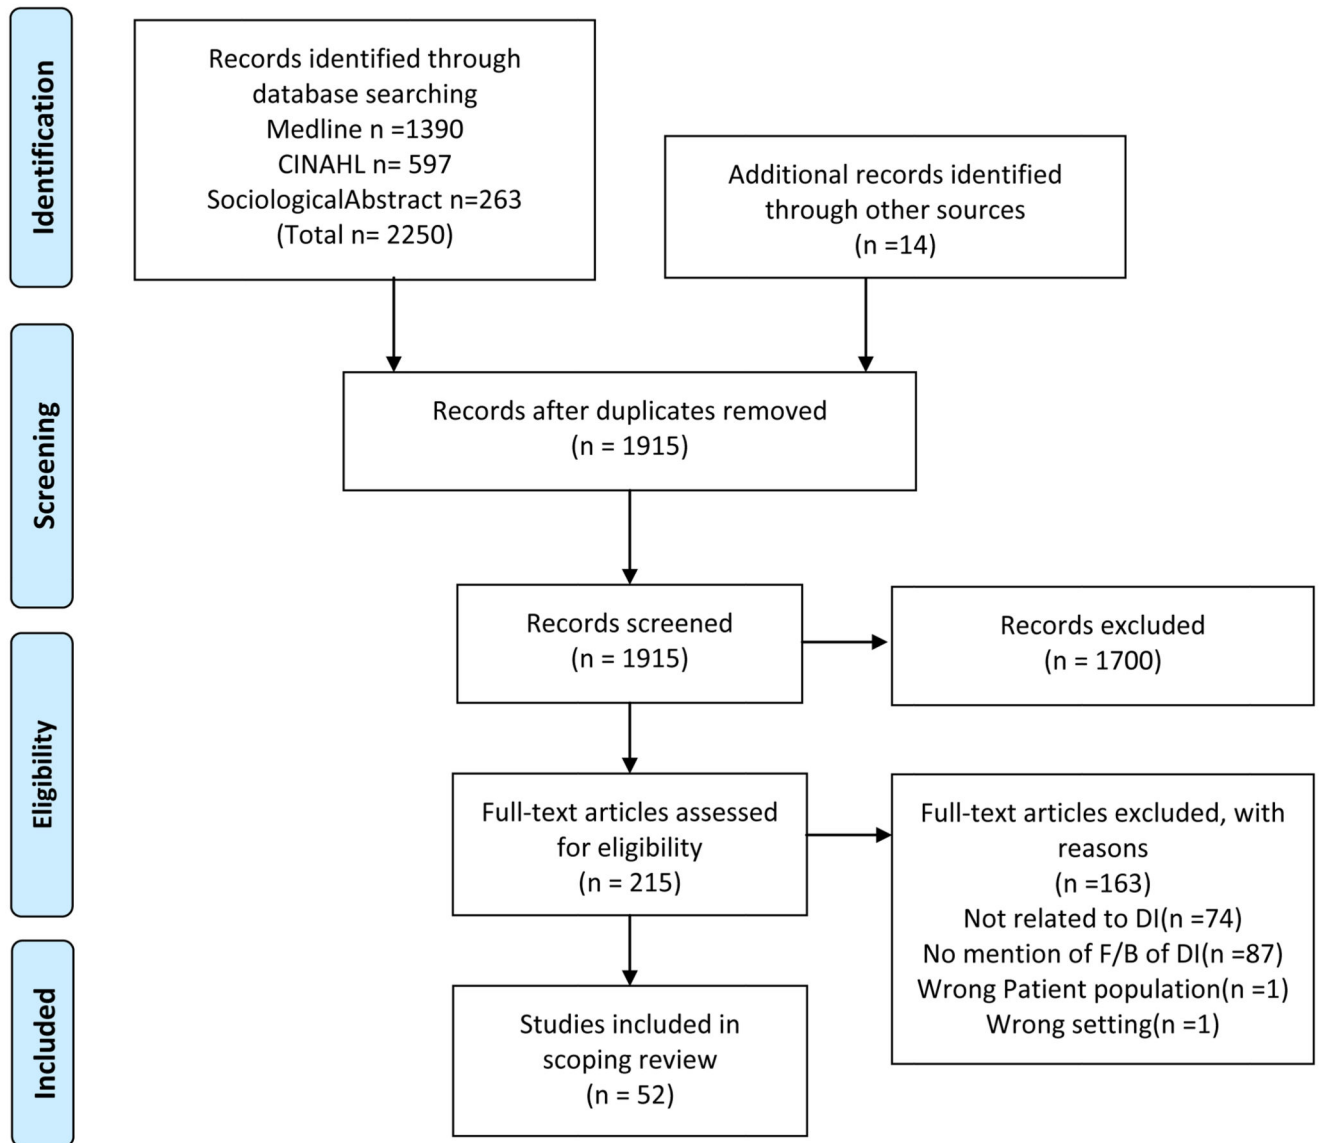 Identification
Records identified through
database searching
Medline n =1390
CINAHL n= 597
SociologicalAbstract n=263
(Total n= 2250)
Additional records identified
through other sources
(n =14)
Screening
Records after duplicates removed
(n = 1915)
Records screened
(n = 1915)
Records excluded
(n = 1700)
Eligibility
Full-text articles assessed
for eligibility
(n = 215)
Full-text articles excluded, with
reasons
(n =163)
Not related to DI(n =74)
No mention of F/B of DI(n =87)
Wrong Patient population(n =1)
Wrong setting(n =1)
Included
Studies included in
scoping review
(n = 52)